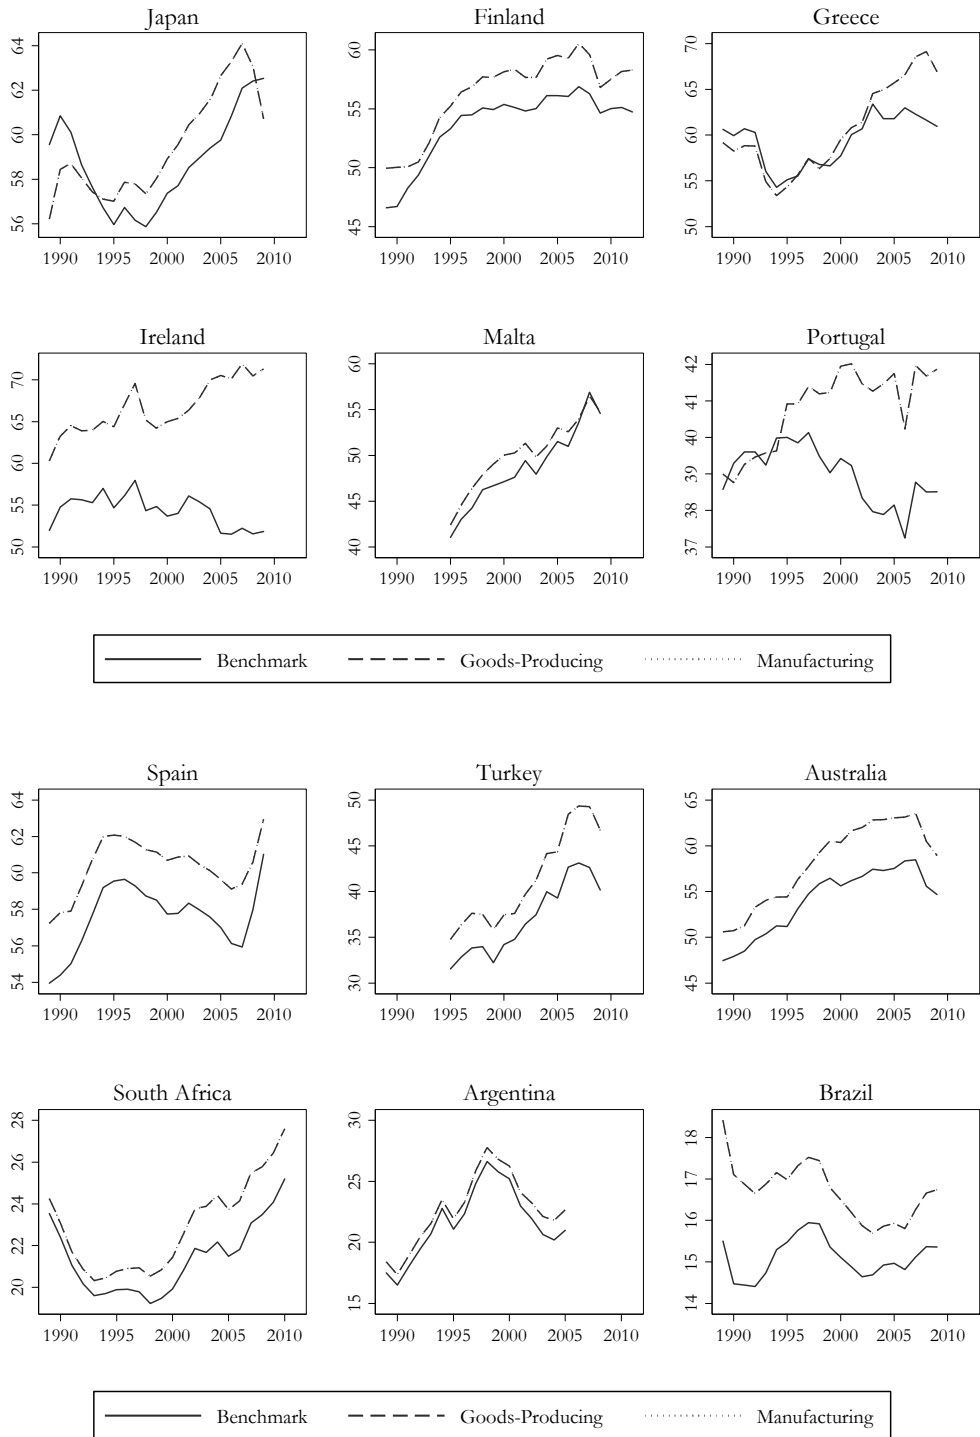 Japan Finland Greece
56 58 60 62 64
45 50 55 60
50 55 60 65 70
1990 1995 2000 2005 2010 1990 1995 2000 2005 2010 1990 1995 2000 2005 2010
Ireland Malta Portugal
50 55 60 65 70
40 45 50 55 60
37 38 39 40 41 42
1990 1995 2000 2005 2010 1990 1995 2000 2005 2010 1990 1995 2000 2005 2010
Benchmark Goods-Producing Manufacturing
Spain Turkey Australia
54 56 58 60 62 64
30 35 40 45 50
45 50 55 60 65
1990 1995 2000 2005 2010 1990 1995 2000 2005 2010 1990 1995 2000 2005 2010
South Africa Argentina Brazil
20 22 24 26 28
15 20 25 30
14 15 16 17 18
1990 1995 2000 2005 2010 1990 1995 2000 2005 2010 1990 1995 2000 2005 2010
Benchmark Goods-Producing Manufacturing